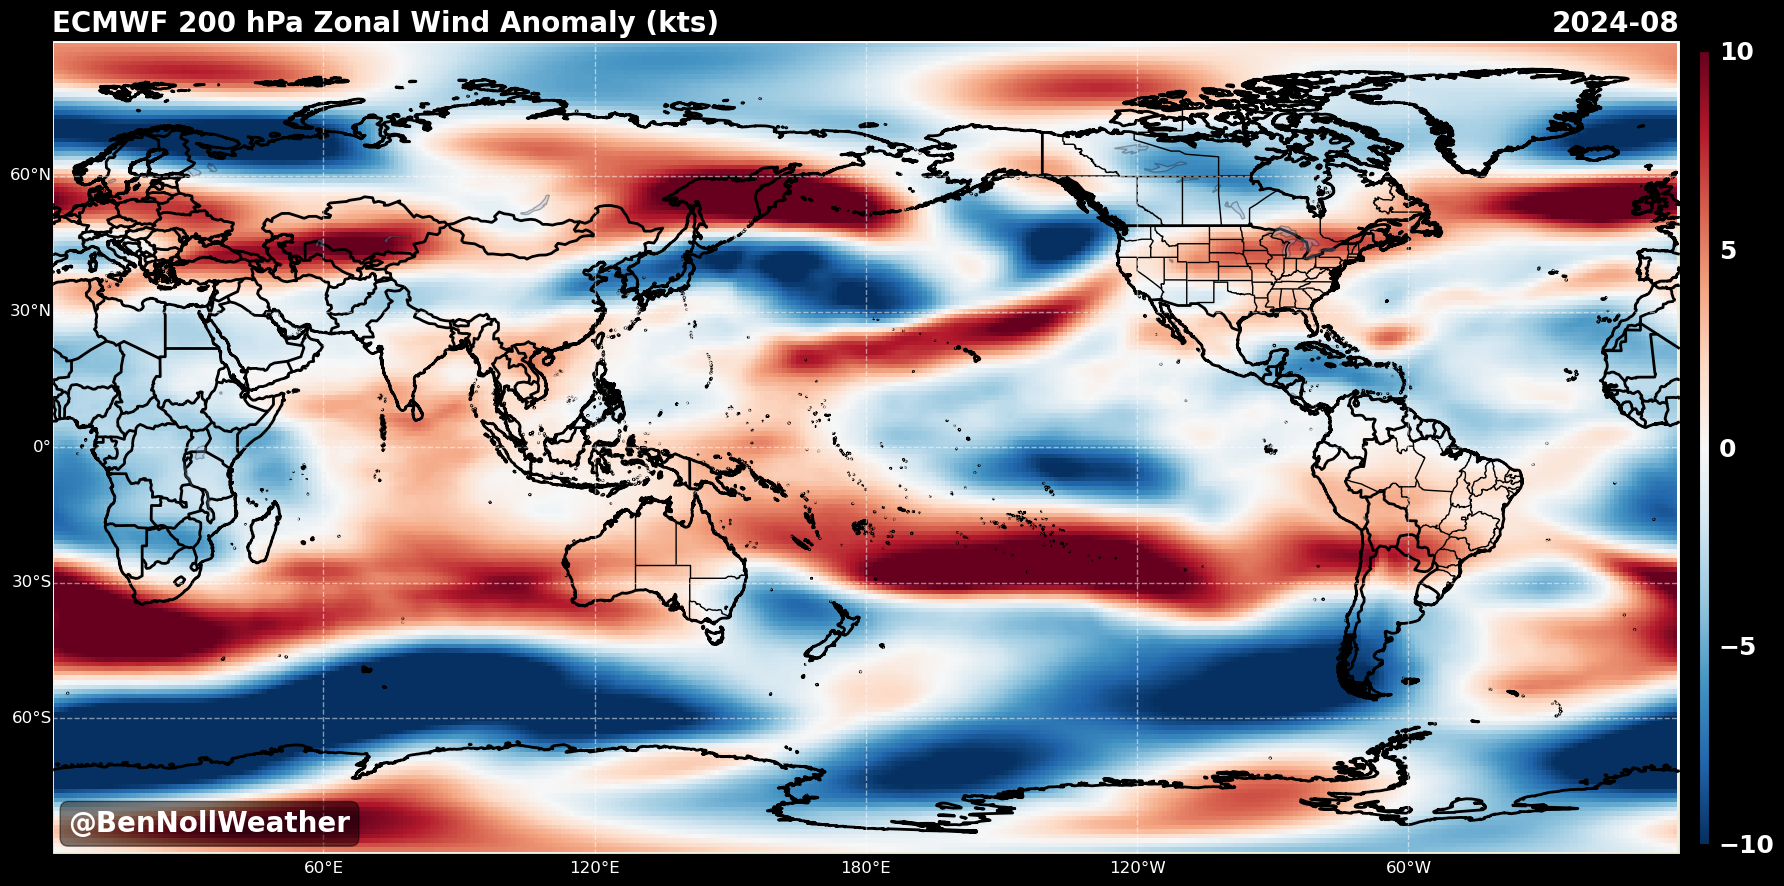 ECMWF 200 hPa Zonal Wind Anomaly (kts)
2024-08
10
5
0
−5
−10
60°N
30°N
0°
30°S
60°S
@BenNollWeather
60°E
120°E
180°E
120°W
60°W